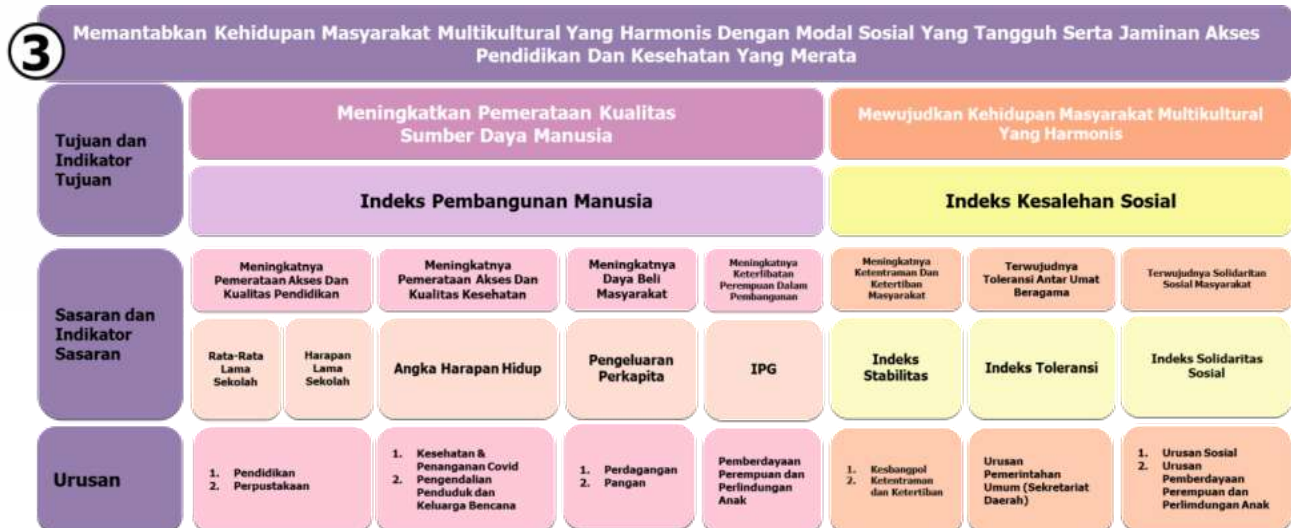 3
Memantabkan Kehidupan Masyarakat Multikultural Yang Harmonis Dengan Modal Sosial Yang Tangguh Serta Jaminan Akses
Pendidikan Dan Kesehatan Yang Merata
Tujuan dan
Indikator
Tujuan
Meningkatkan Pemerataan Kualitas
Sumber Daya Manusia
Mewujudkan Kehidupan Masyarakat Multikultural
Yang Harmonis
Indeks Pembangunan Manusia
Indeks Kesalehan Sosial
Sasaran dan
Indikator
Sasaran
Meningkatnya
Pemerataan Akses Dan
Kualitas Pendidikan
Meningkatnya
Pemerataan Akses Dan
Kualitas Kesehatan
Meningkatnya
Daya Beli
Masyarakat
Meningkatnya
Keterlibatan
Perempuan Dalam
Pembangunan
Meningkatnya
Ketentraman Dan
Ketertiban
Masyarakat
Terwujudnya
Toleransi Antar Umat
Beragama
Terwujudnya Solidaritan
Sosial Masyarakat
Rata-Rata
Lama
Sekolah
Harapan
Lama
Sekolah
Angka Harapan Hidup
Pengeluaran
Perkapita
IPG
Indeks
Stabilitas
Indeks Toleransi
Indeks Solidaritas
Sosial
Urusan
1. Pendidikan
2. Perpustakaan
1. Kesehatan &
Penanganan Covid
2. Pengendalian
Penduduk dan
Keluarga Bencana
1. Perdagangan
2. Pangan
Pemberdayaan
Perempuan dan
Perlindungan
Anak
1. Kesbangpol
2. Ketentraman
dan Ketertiban
Urusan
Pemerintahan
Umum (Sekretariat
Daerah)
1. Urusan Sosial
2. Urusan
Pemberdayaan
Perempuan dan
Perlimdungan Anak